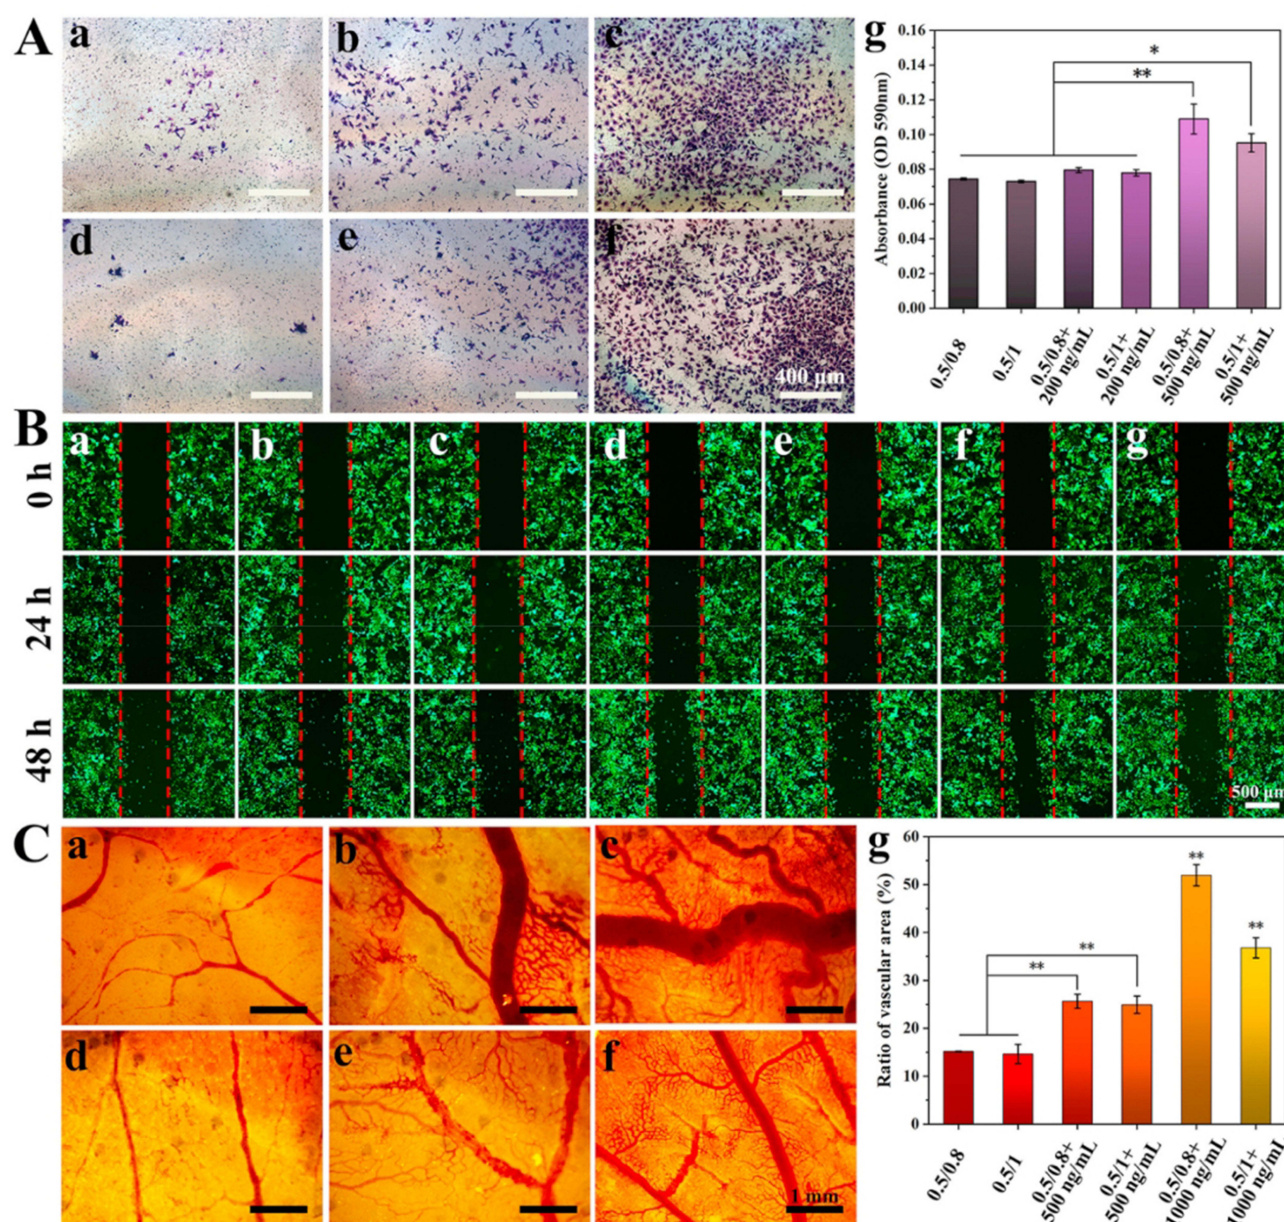 A
a
b
c
d
e
f
400 μm
g
0.16
0.14
0.12
0.10
0.08
0.06
0.04
0.02
0.00
Absorbance (OD 590nm)
*
**
0.5/0.8
0.5/1
0.5/0.8+
200 ng/mL
0.5/1+
200 ng/mL
0.5/0.8+
500 ng/mL
0.5/1+
500 ng/mL
B
a
b
c
d
e
f
g
0 h
24 h
48 h
500 μm
C
a
b
c
d
e
f
1 mm
g
60
50
40
30
20
10
0
Ratio of vascular area (%)
**
**
**
**
0.5/0.8
0.5/1
0.5/0.8+
500 ng/mL
0.5/1+
500 ng/mL
0.5/0.8+
1000 ng/mL
0.5/1+
1000 ng/mL